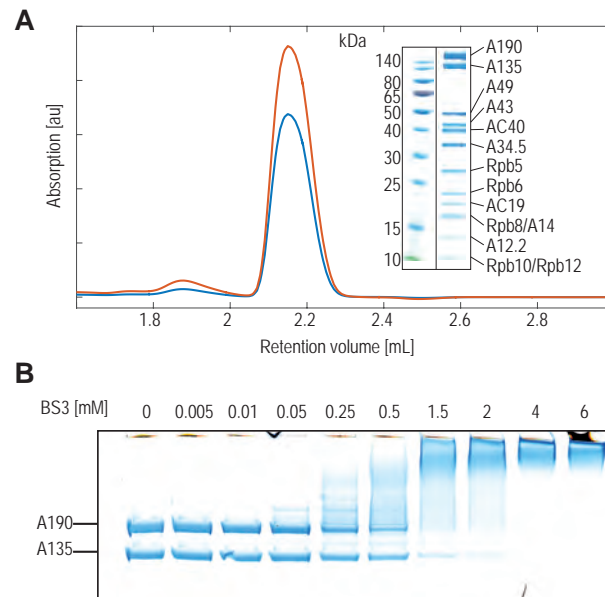 A
kDa
140
80
65
50
40
30
25
15
10
A190
A135
A49
A43
AC40
A34.5
Rpb5
Rpb6
AC19
Rpb8/A14
A12.2
Rpb10/Rpb12
Absorption [au]
1.8 2 2.2 2.4 2.6 2.8
Retention volume [mL]
B
BS3 [mM] 0 0.005 0.01 0.05 0.25 0.5 1.5 2 4 6
A190
A135